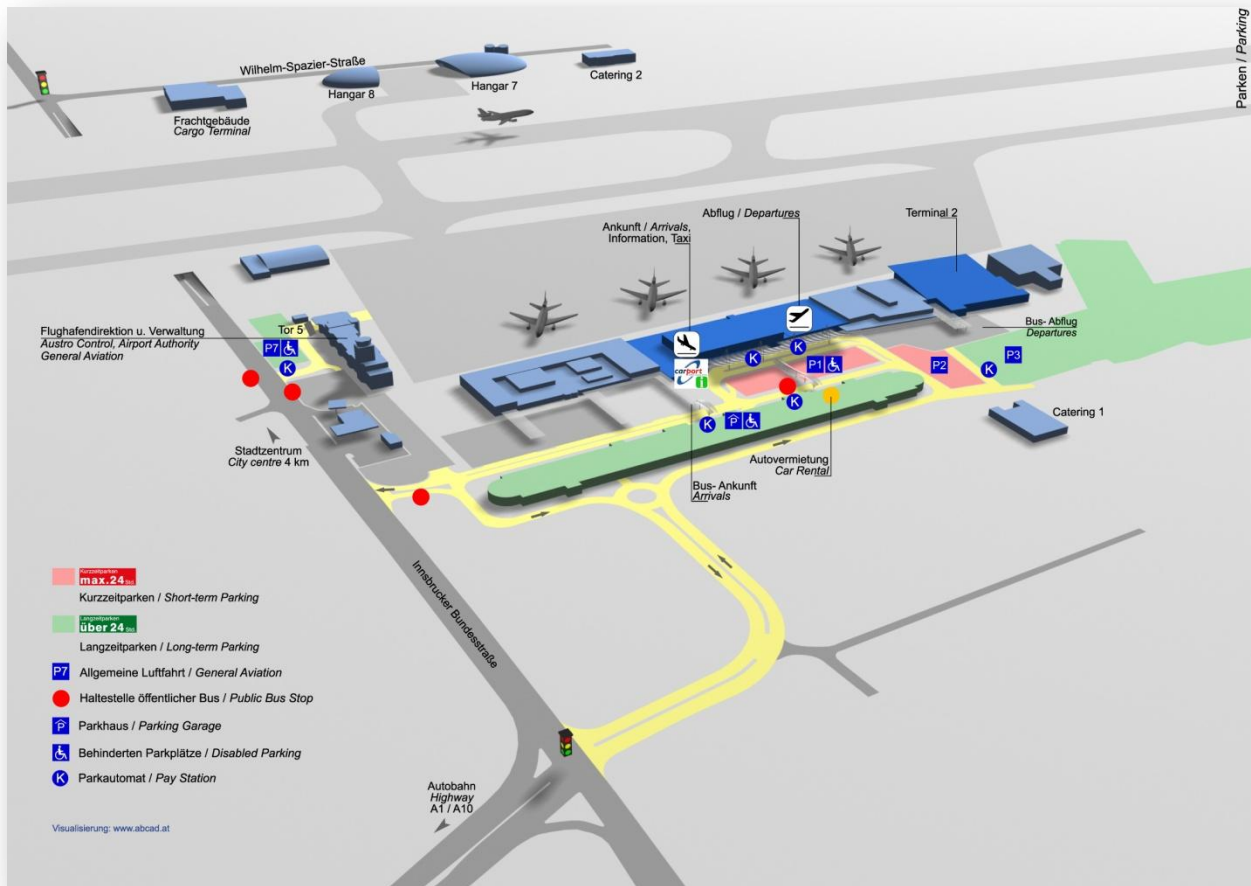 Parken / Parking
Wilhelm-Spazier-Straße
Hangar 8
Hangar 7
Catering 2
Frachtgebäude
Cargo Terminal
Ankunft / Arrivals,
Information, Taxi
Abflug / Departures
Terminal 2
Flughafendirektion u. Verwaltung
Austro Control, Airport Authority
General Aviation
Tor 5
P7
K
carport
i
K
K
P1
P2
P3
K
Bus- Abflug
Departures
K
P
K
Catering 1
Stadtzentrum
City centre 4 km
Autovermietung
Car Rental
Bus- Ankunft
Arrivals
Innsbrucker Bundesstraße
Kurzzeitparken
max.24 Std.
Kurzzeitparken / Short-term Parking
Langzeitparken
über 24 Std.
Langzeitparken / Long-term Parking
P7 Allgemeine Luftfahrt / General Aviation
Haltestelle öffentlicher Bus / Public Bus Stop
P Parkhaus / Parking Garage
Behinderten Parkplätze / Disabled Parking
K Parkautomat / Pay Station
Autobahn
Highway
A1 / A10
Visualisierung: www.abcad.at